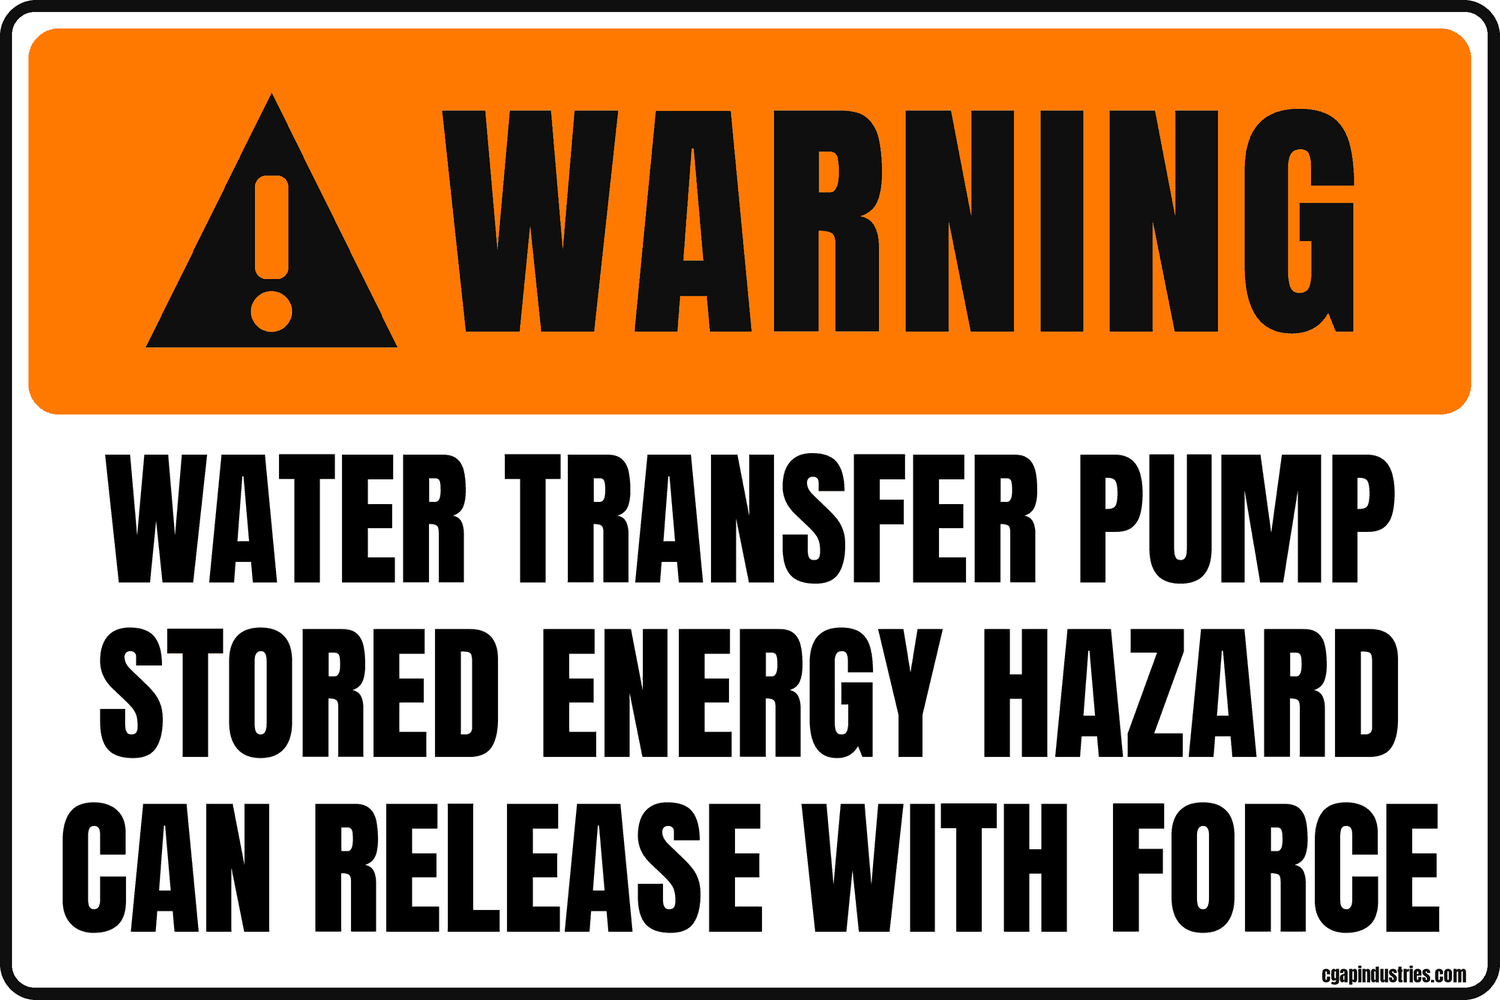 WARNING
WATER TRANSFER PUMP
STORED ENERGY HAZARD
CAN RELEASE WITH FORCE
cgapindustries.com